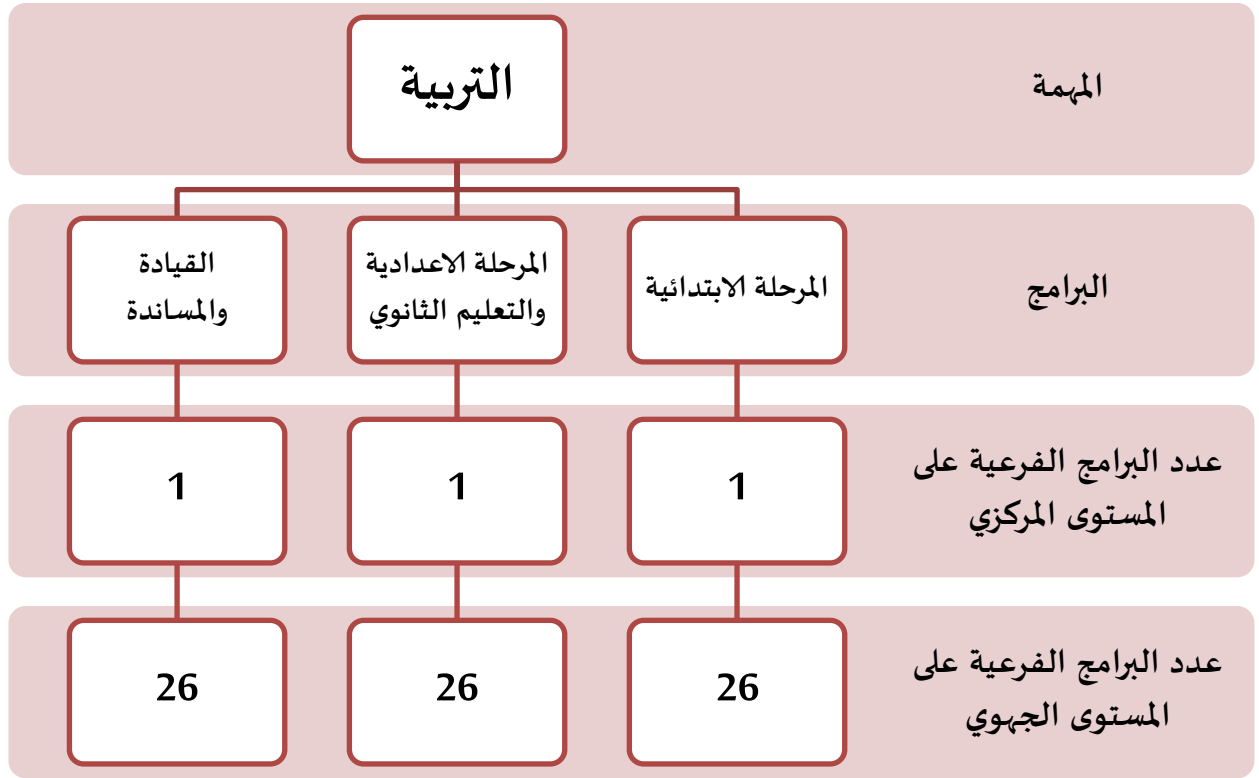 المهمة
التربية
البرامج
المرحلة الابتدائية
المرحلة الاعدادية
والتعليم الثانوي
القيادة
والمساندة
عدد البرامج الفرعية على
المستوى المركزي
1
1
1
عدد البرامج الفرعية على
المستوى الجهوي
26
26
26